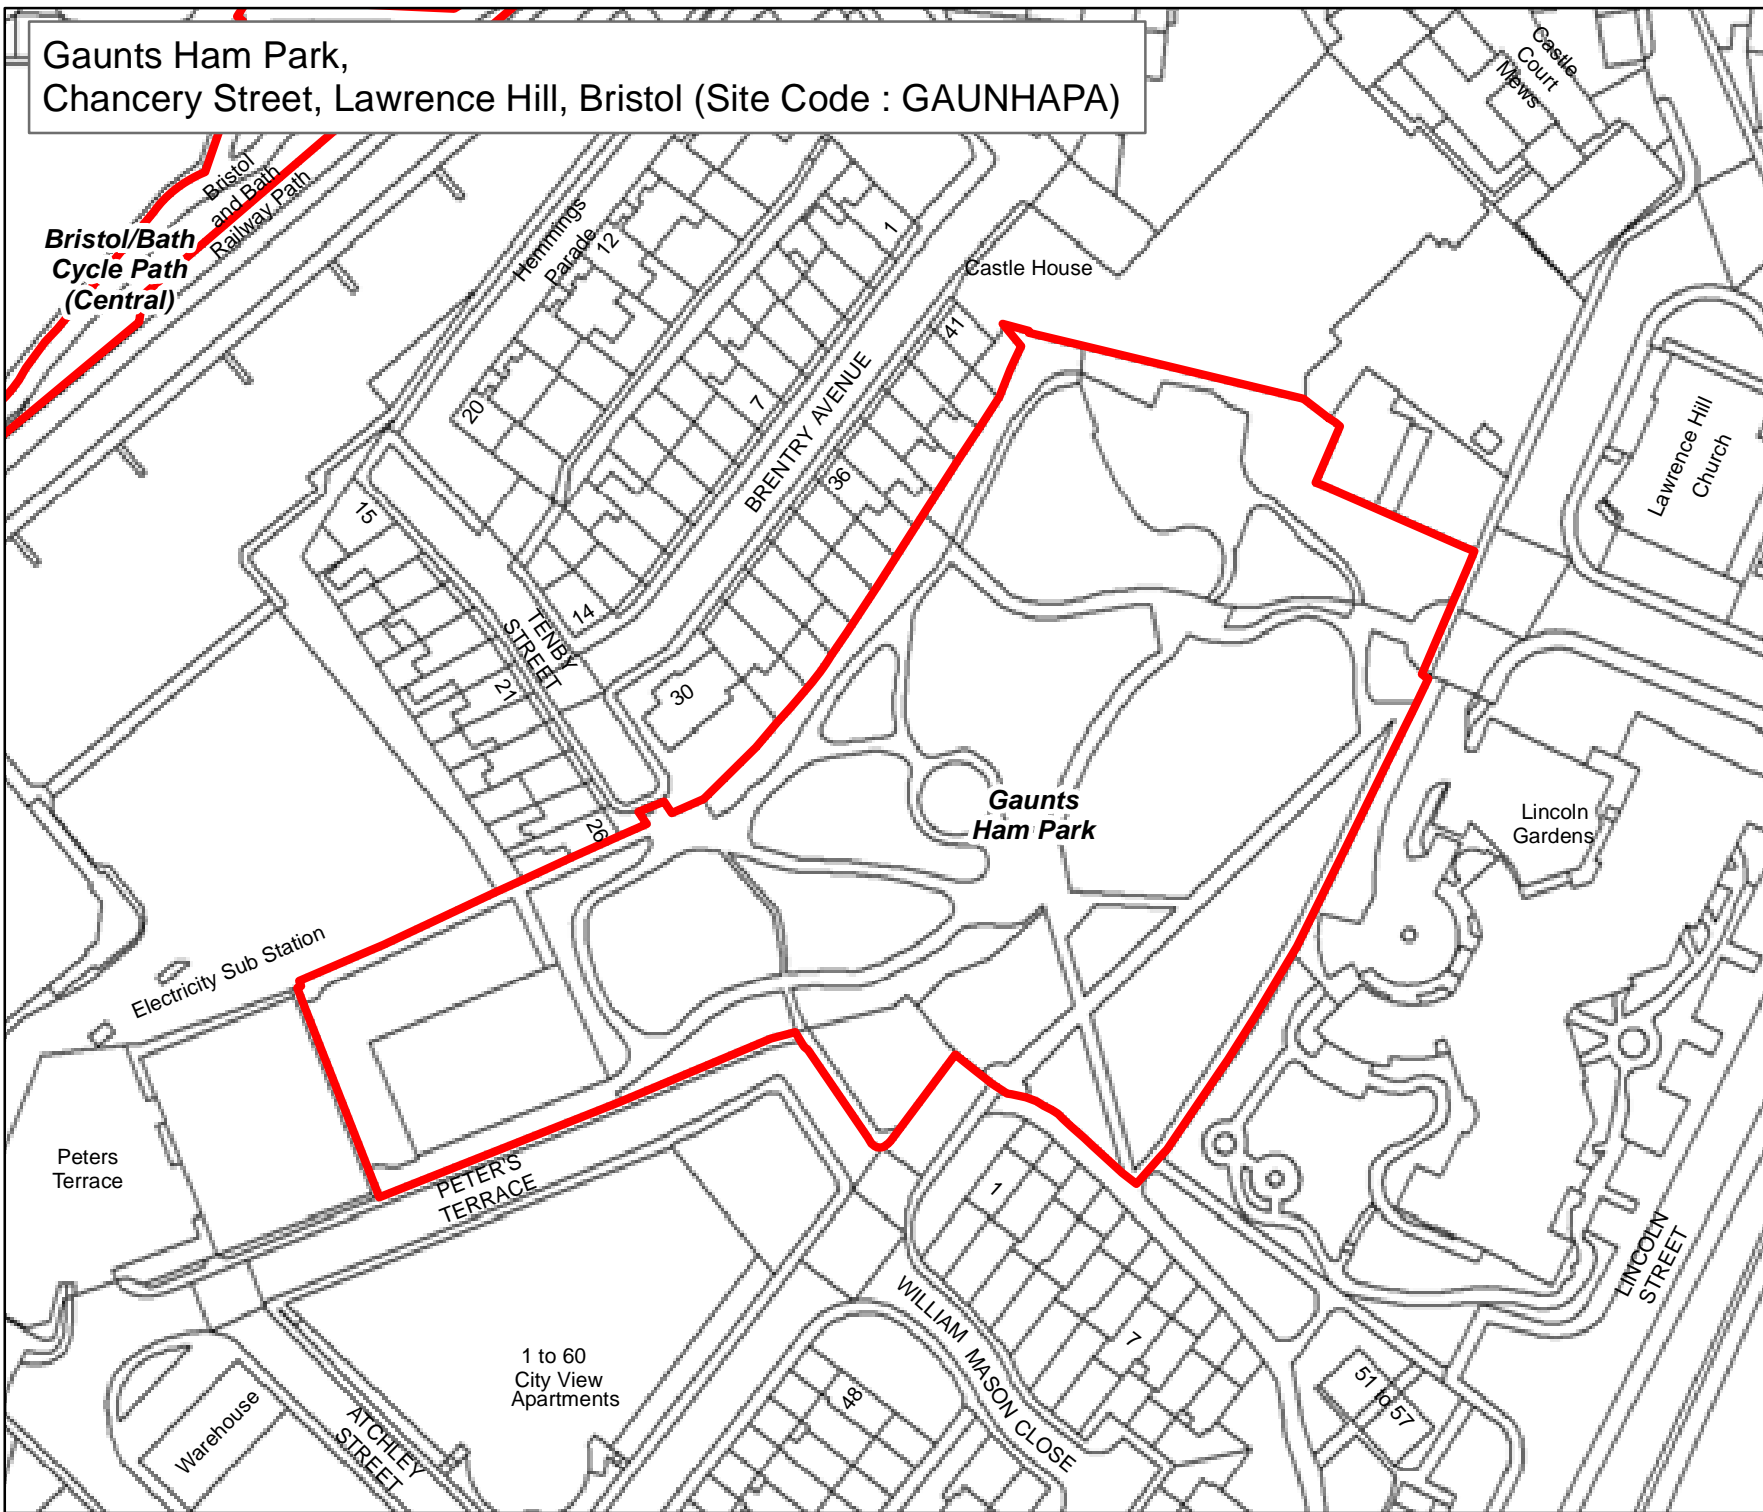 Gaunts Ham Park,
Chancery Street, Lawrence Hill, Bristol (Site Code : GAUNHAPA)
Castle
Court
Mews
Bristol
and Bath
Railway Path
Bristol/Bath
Cycle Path
(Central)
Hemmings
Parade
12
1
Castle House
41
20
7
BRENTRY AVENUE
36
Lawrence Hill
Church
15
14
TENBY
STREET
21
30
26
Gaunts
Ham Park
Lincoln
Gardens
Electricity Sub Station
Peters
Terrace
PETER'S
TERRACE
1
LINCOLN
STREET
WILLIAM MASON CLOSE
7
1 to 60
City View
Apartments
48
51 to 57
Warehouse
ATCHLEY
STREET